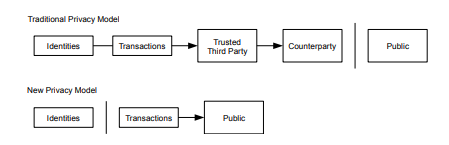 Traditional Privacy Model
Identities Transactions Trusted Third Party Counterparty Public
New Privacy Model
Identities Transactions Public